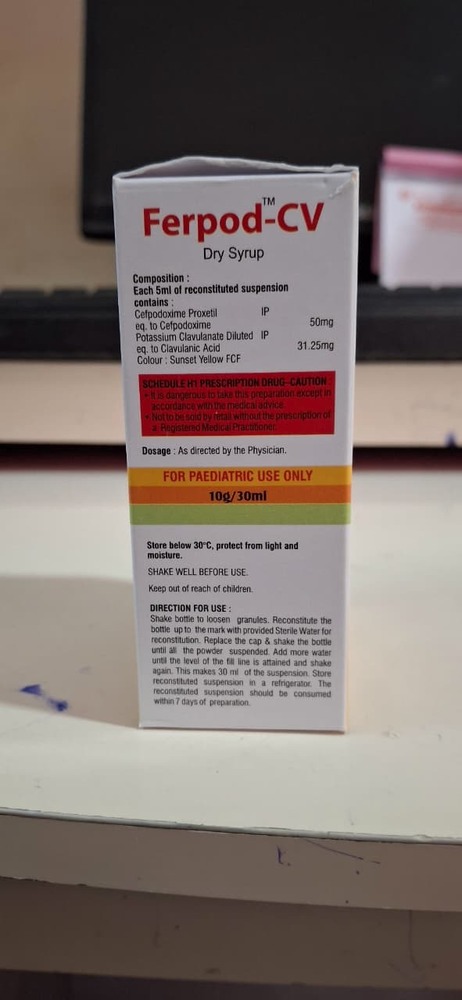 Ferpod-CV™
Dry Syrup
Composition :
Each 5ml of reconstituted suspension
contains :
Cefpodoxime Proxetil IP
eq. to Cefpodoxime 50mg
Potassium Clavulanate Diluted IP
eq. to Clavulanic Acid 31.25mg
Colour : Sunset Yellow FCF
SCHEDULE H1 PRESCRIPTION DRUG-CAUTION
• It is dangerous to take this preparation except in
accordance with the medical advice.
• Not to be sold by retail without the prescription of
a Registered Medical Practitioner.
Dosage : As directed by the Physician.
FOR PAEDIATRIC USE ONLY
10g/30ml
Store below 30°C, protect from light and
moisture.
SHAKE WELL BEFORE USE.
Keep out of reach of children.
DIRECTION FOR USE :
Shake bottle to loosen granules. Reconstitute the
bottle up to the mark with provided Sterile Water for
reconstitution. Replace the cap & shake the bottle
until all the powder suspended. Add more water
until the level of the fill line is attained and shake
again. This makes 30 ml of the suspension. Store
reconstituted suspension in a refrigerator. The
reconstituted suspension should be consumed
within 7 days of preparation.